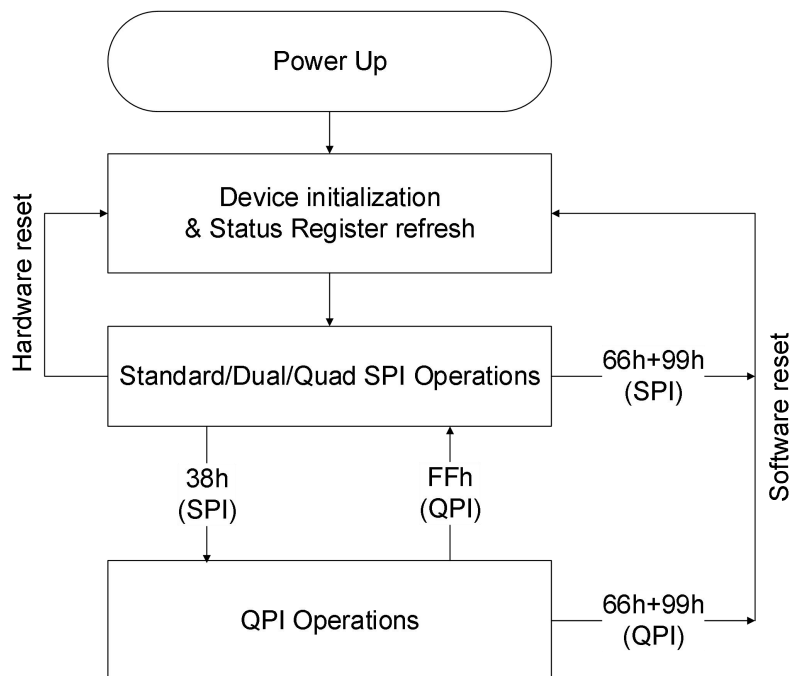 Power Up
Device initialization
& Status Register refresh
Hardware reset
Standard/Dual/Quad SPI Operations
66h+99h
(SPI)
Software reset
38h
(SPI)
FFh
(QPI)
QPI Operations
66h+99h
(QPI)